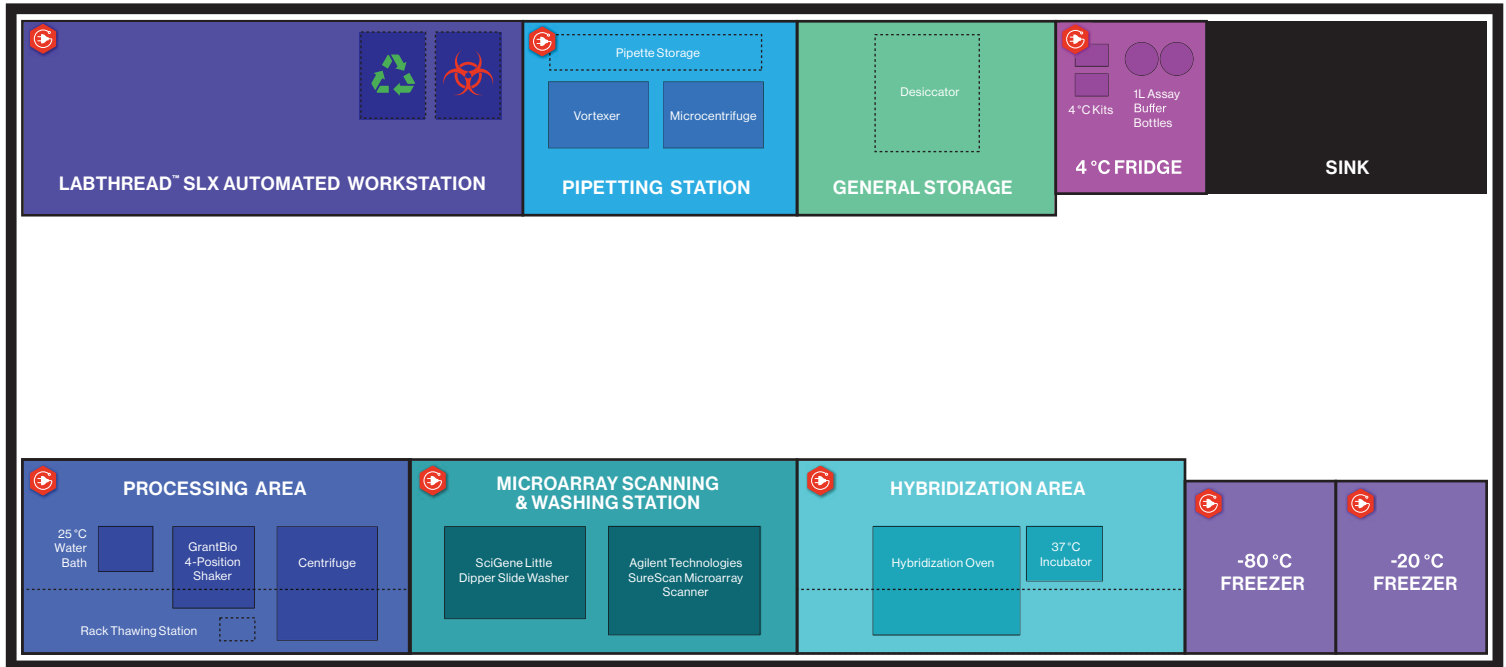 Pipette Storage
Vortexer
Microcentrifuge
Desiccator
4 °C Kits
1L Assay
Buffer
Bottles
LABTHREAD™ SLX AUTOMATED WORKSTATION
PIPETTING STATION
GENERAL STORAGE
4 °C FRIDGE
SINK
PROCESSING AREA
25 °C
Water
Bath
GrantBio
4-Position
Shaker
Centrifuge
Rack Thawing Station
MICROARRAY SCANNING
& WASHING STATION
SciGene Little
Dipper Slide Washer
Agilent Technologies
SureScan Microarray
Scanner
HYBRIDIZATION AREA
Hybridization Oven
37 °C
Incubator
-80 °C
FREEZER
-20 °C
FREEZER